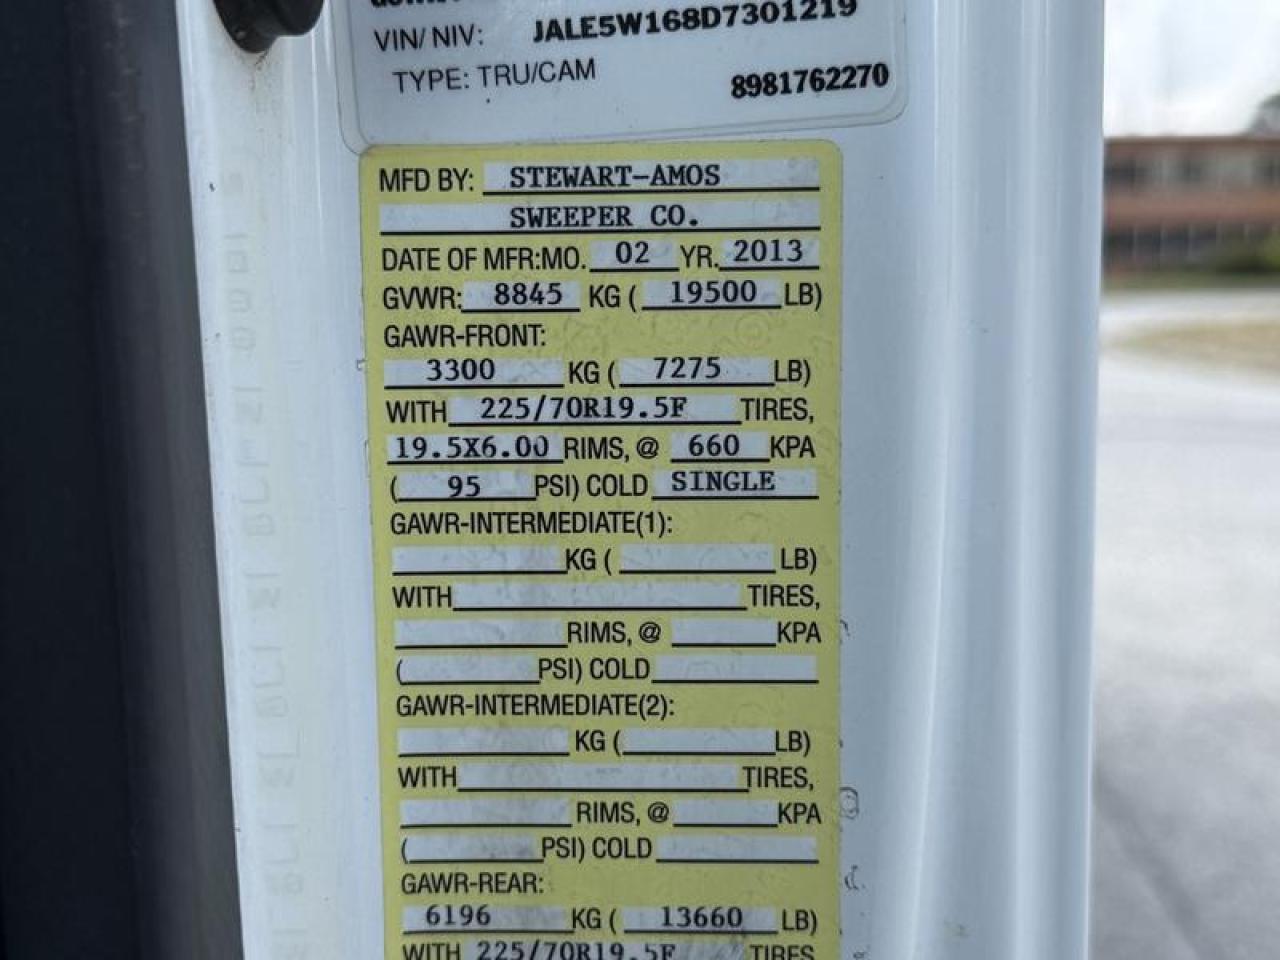 VIN/ NIV: JALE5W168D7301219
TYPE: TRU/CAM 8981762270
MFD BY: STEWART-AMOS
SWEEPER CO.
DATE OF MFR:MO. 02 YR. 2013
GVWR: 8845 KG ( 19500 LB)
GAWR-FRONT:
3300 KG ( 7275 LB)
WITH 225/70R19.5F TIRES,
19.5X6.00 RIMS, @ 660 KPA
( 95 PSI) COLD SINGLE
GAWR-INTERMEDIATE(1):
KG ( LB)
WITH TIRES,
RIMS, @ KPA
( PSI) COLD
GAWR-INTERMEDIATE(2):
KG ( LB)
WITH TIRES,
RIMS, @ KPA
( PSI) COLD
GAWR-REAR:
6196 KG ( 13660 LB)
WITH 225/70R19.5F TIRES